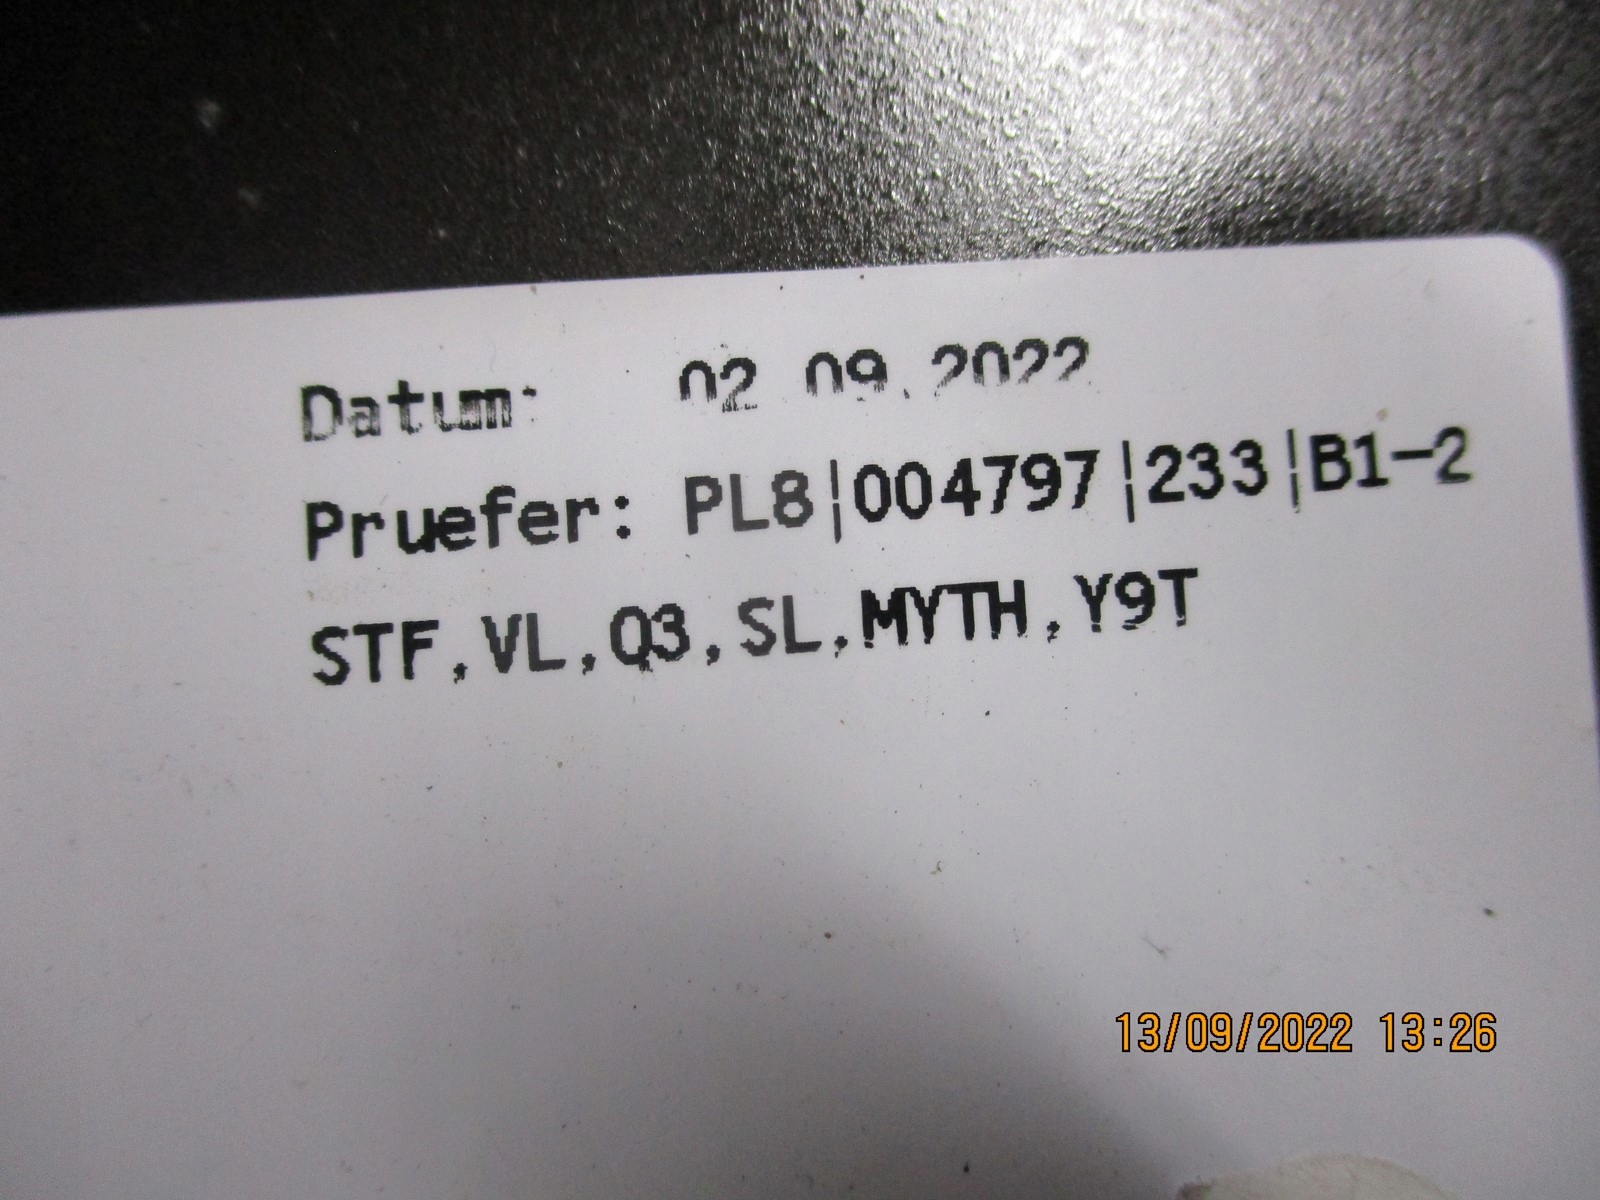 Datum: 02.09.2022
Pruefer: PL8|004797|233|B1-2
STF,VL,Q3,SL,MYTH,Y9T
13/09/2022 13:26